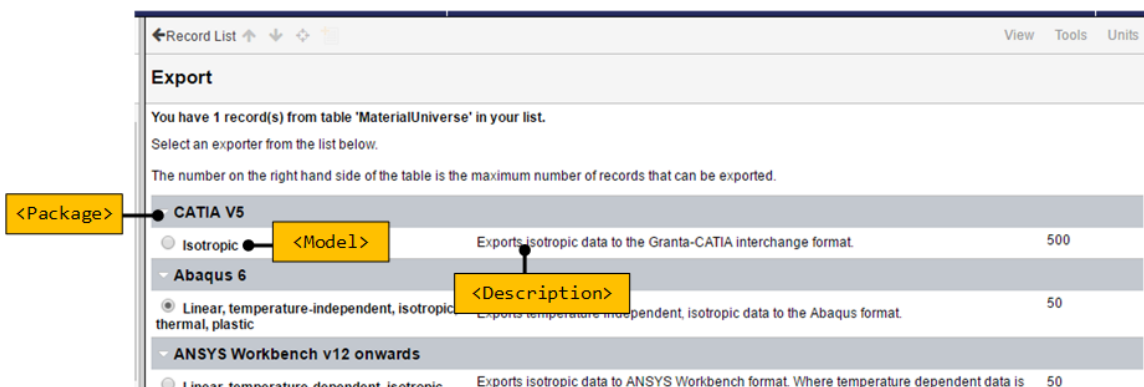 Record List
View Tools Units
Export
You have 1 record(s) from table 'MaterialUniverse' in your list.
Select an exporter from the list below.
The number on the right hand side of the table is the maximum number of records that can be exported.
<Package>
CATIA V5
Isotropic
<Model>
Exports isotropic data to the Granta-CATIA interchange format.
500
Abaqus 6
<Description>
Linear, temperature-independent, isotropic,
thermal, plastic
Exports temperature independent, isotropic data to the Abaqus format.
50
ANSYS Workbench v12 onwards
Linear, temperature-dependent, isotropic
Exports isotropic data to ANSYS Workbench format. Where temperature dependent data is
50